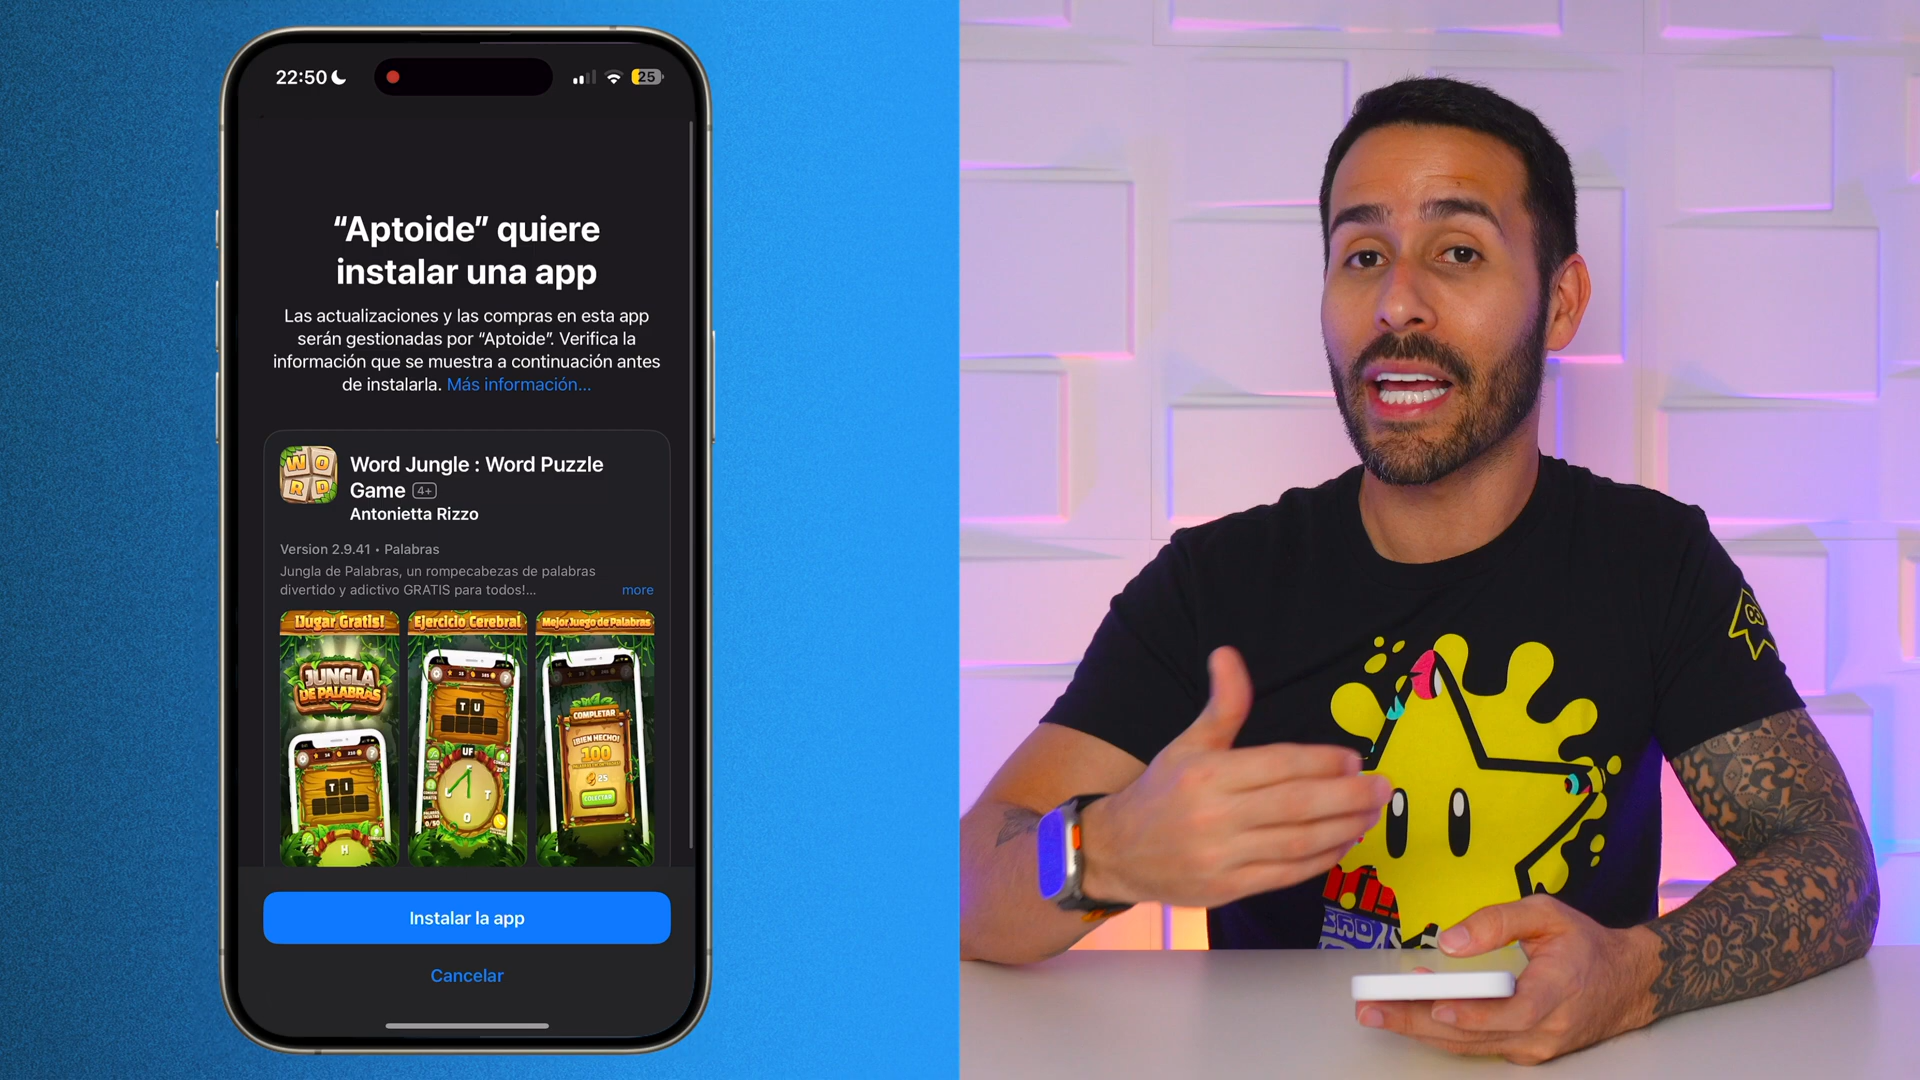 22:50
25
“Aptoide” quiere
instalar una app
Las actualizaciones y las compras en esta app
serán gestionadas por “Aptoide”. Verifica la
información que se muestra a continuación antes
de instalarla. Más información...
W O
R D
Word Jungle : Word Puzzle
Game 4+
Antonietta Rizzo
Version 2.9.41 • Palabras
Jungla de Palabras, un rompecabezas de palabras
divertido y adictivo GRATIS para todos!...
more
¡Jugar Gratis!
JUNGLA
DE PALABRAS
T I
H
Ejercicio Cerebral
T U
UF
L T
O
Mejor Juego de Palabras
COMPLETAR
¡BIEN HECHO!
100
25
COLECTAR
Instalar la app
Cancelar